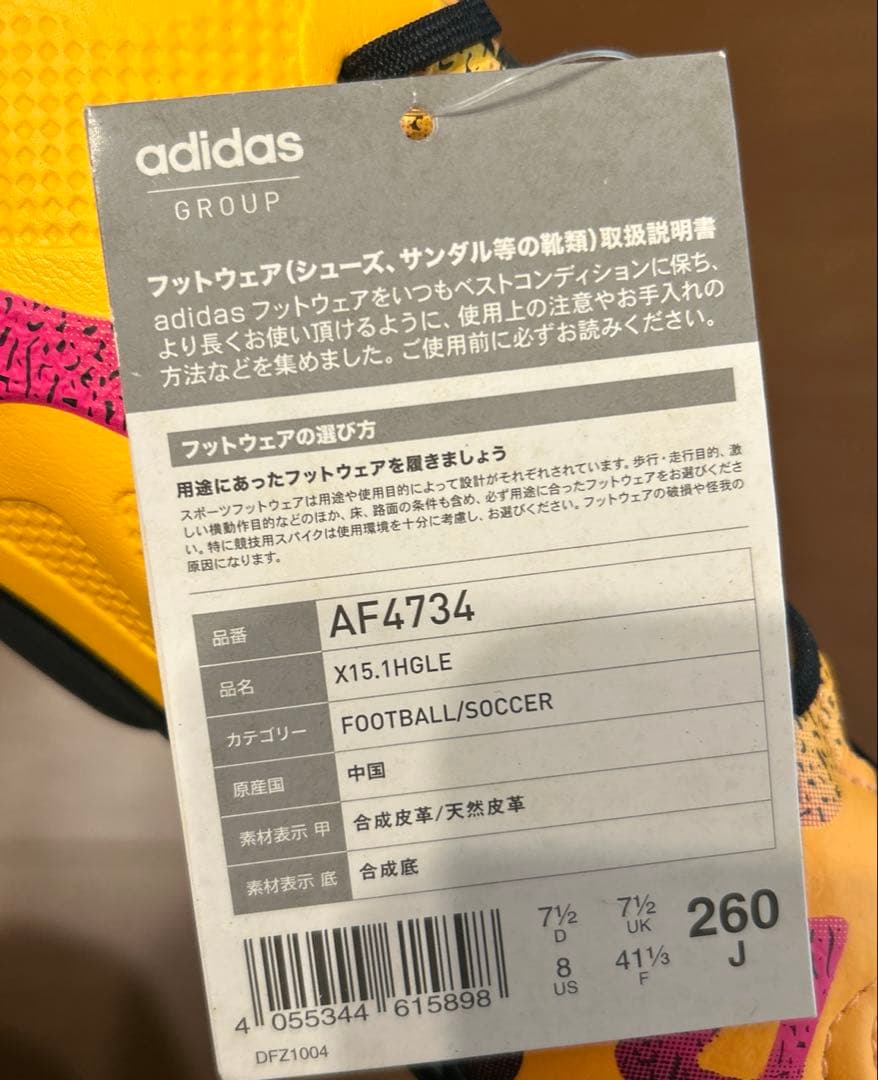 adidas
GROUP
フットウェア(シューズ、サンダル等の靴類)取扱説明書
adidas フットウェアをいつもベストコンディションに保ち、
より長くお使い頂けるように、使用上の注意やお手入れの
方法などを集めました。ご使用前に必ずお読みください。
フットウェアの選び方
用途にあったフットウェアを履きましょう
スポーツフットウェアは用途や使用目的によって設計がそれぞれされています。歩行・走行目的、激
しい横動作目的などのほか、床、路面の条件も含め、必ず用途に合ったフットウェアをお選びくださ
い。特に競技用スパイクは使用環境を十分に考慮し、お選びください。フットウェアの破損や怪我の
原因になります。
品番 AF4734
品名 X15.1HGLE
カテゴリー FOOTBALL/SOCCER
原産国 中国
素材表示 甲 合成皮革/天然皮革
素材表示 底 合成底
7½ 7½ 260
D UK J
8 41⅓
US F
4 055344 615898
DFZ1004